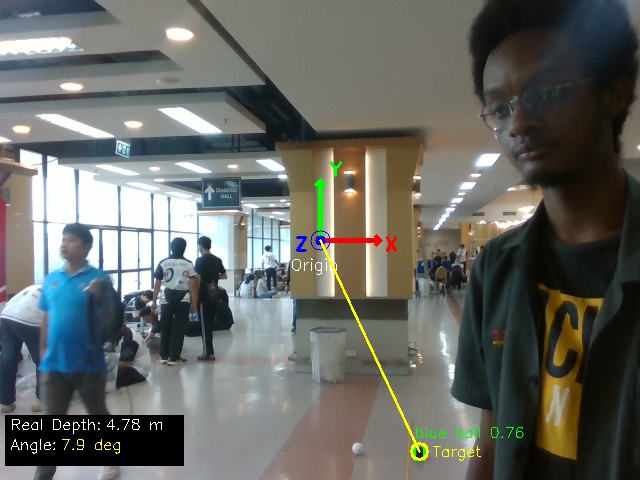 DIAMOND
HALL
Y
Z
X
Origin
blue ball 0.76
Target
Real Depth: 4.78 m
Angle: 7.9 deg